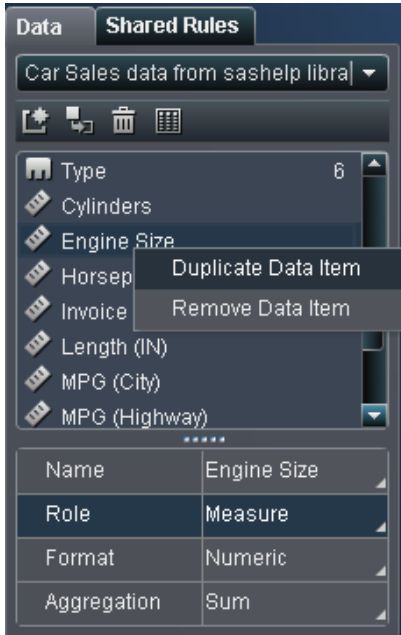 Data Shared Rules
Car Sales data from sashelp libra
Type 6
Cylinders
Engine Size
Duplicate Data Item
Horsep
Remove Data Item
Invoice
Length (IN)
MPG (City)
MPG (Highway)
Name Engine Size
Role Measure
Format Numeric
Aggregation Sum